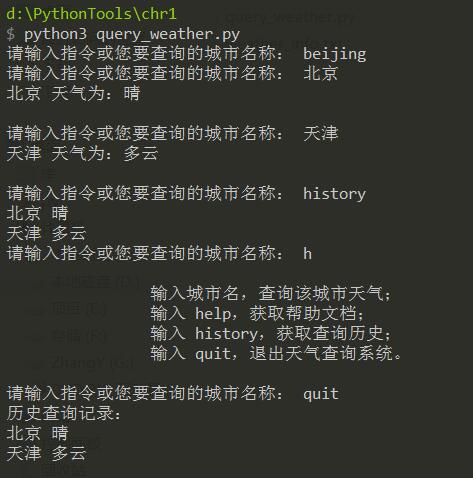 d:\PythonTools\chr1
$ python3 query_weather.py
请输入指令或您要查询的城市名称： beijing
请输入指令或您要查询的城市名称： 北京
北京 天气为：晴
请输入指令或您要查询的城市名称： 天津
天津 天气为：多云
请输入指令或您要查询的城市名称： history
北京 晴
天津 多云
请输入指令或您要查询的城市名称： h
输入城市名，查询该城市天气；
输入 help，获取帮助文档；
输入 history，获取查询历史；
输入 quit，退出天气查询系统。
请输入指令或您要查询的城市名称： quit
历史查询记录：
北京 晴
天津 多云